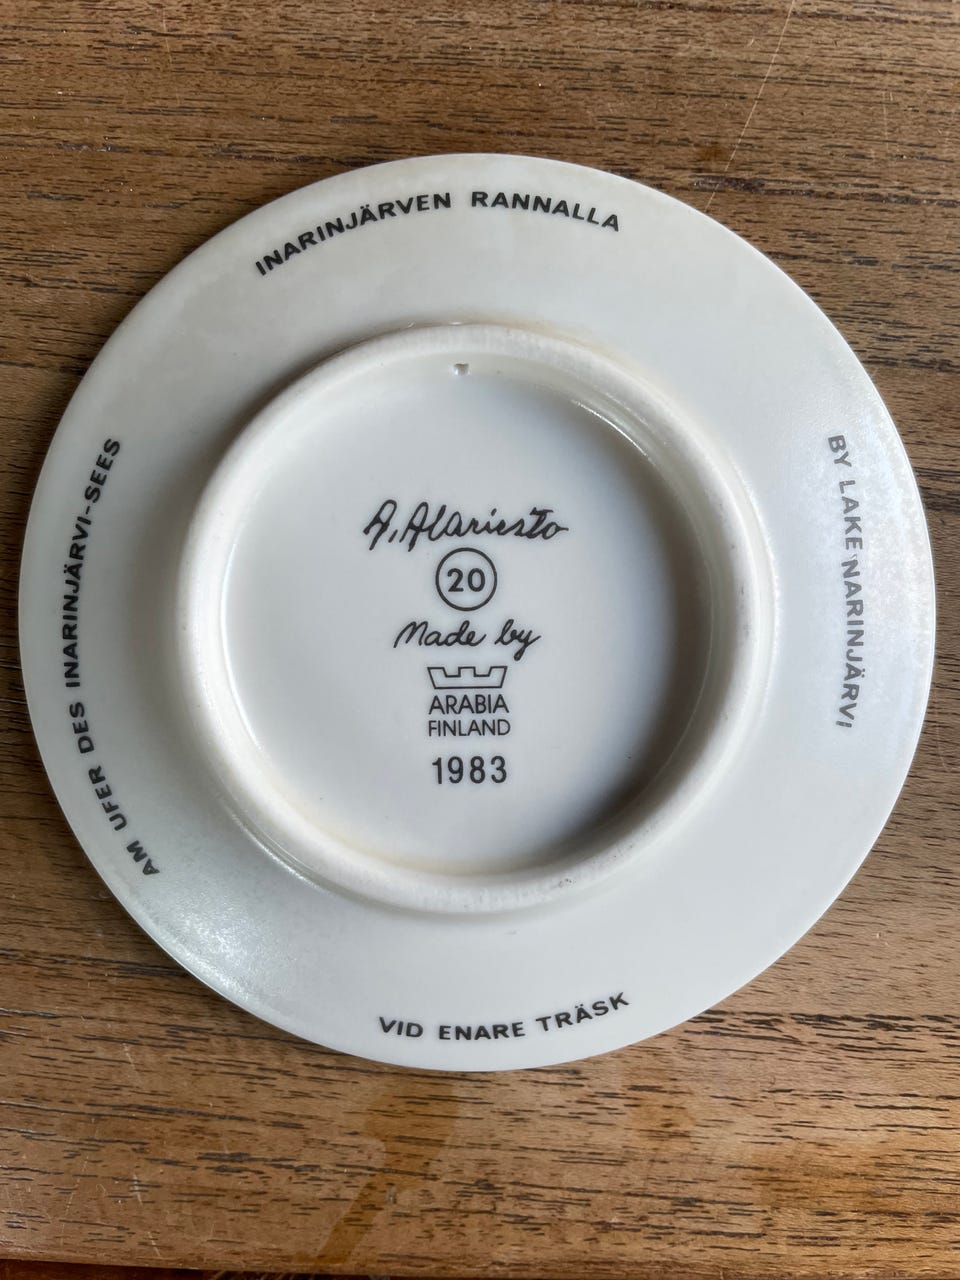 INARINJÄRVEN RANNALLA
AM UFER DES INARINJÄRVI-SEES
BY LAKE NARINJÄRVI
A. Alariesto
20
Made by
ARABIA
FINLAND
1983
VID ENARE TRÄSK